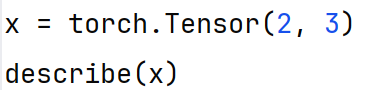 x = torch.Tensor(2, 3)
describe(x)